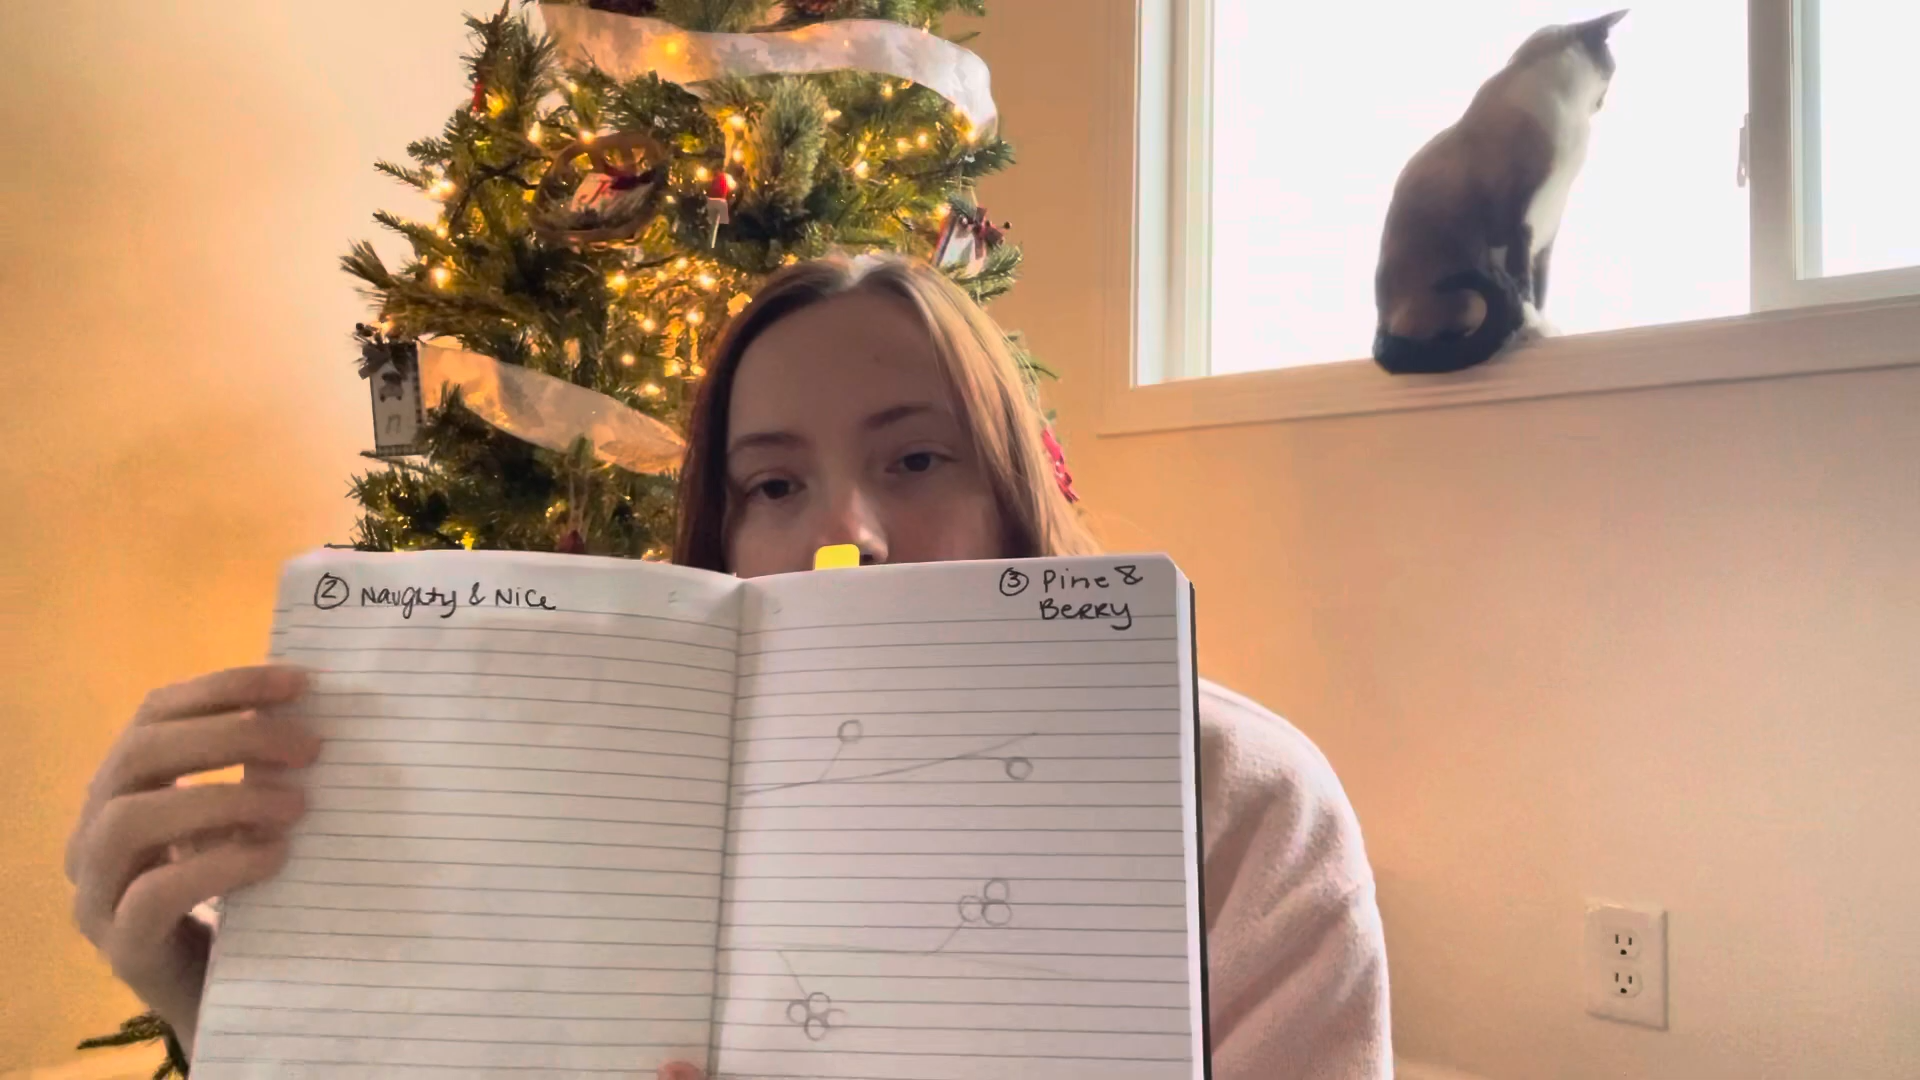 ② Naughty & Nice
③ Pine &
Berry